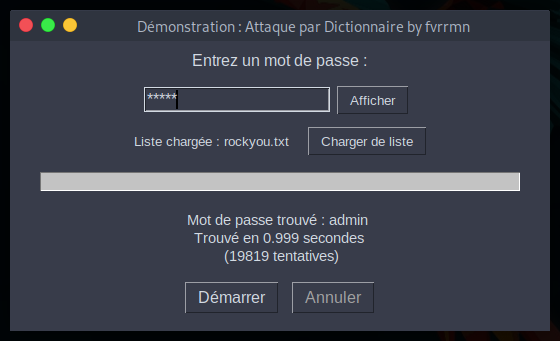 Démonstration : Attaque par Dictionnaire by fvrrmn
Entrez un mot de passe :
***** Afficher
Liste chargée : rockyou.txt Charger de liste
Mot de passe trouvé : admin
Trouvé en 0.999 secondes
(19819 tentatives)
Démarrer Annuler